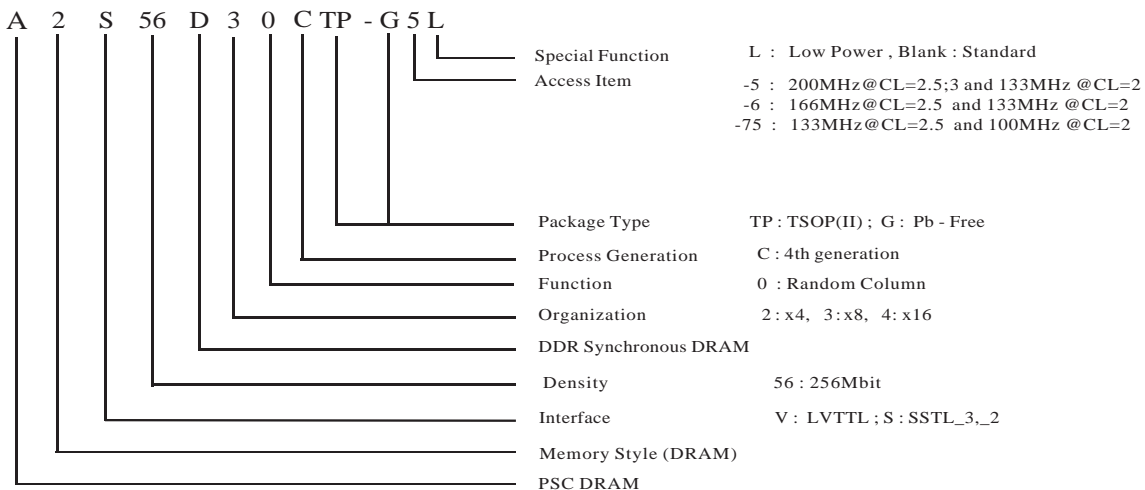 A 2 S 56 D 3 0 C TP - G 5 L
Special Function L : Low Power , Blank : Standard
Access Item -5 : 200MHz@CL=2.5;3 and 133MHz @CL=2
-6 : 166MHz@CL=2.5 and 133MHz @CL=2
-75 : 133MHz@CL=2.5 and 100MHz @CL=2
Package Type TP : TSOP(II) ; G : Pb - Free
Process Generation C : 4th generation
Function 0 : Random Column
Organization 2 : x4, 3 : x8, 4 : x16
DDR Synchronous DRAM
Density 56 : 256Mbit
Interface V : LVTTL ; S : SSTL_3,_2
Memory Style (DRAM)
PSC DRAM